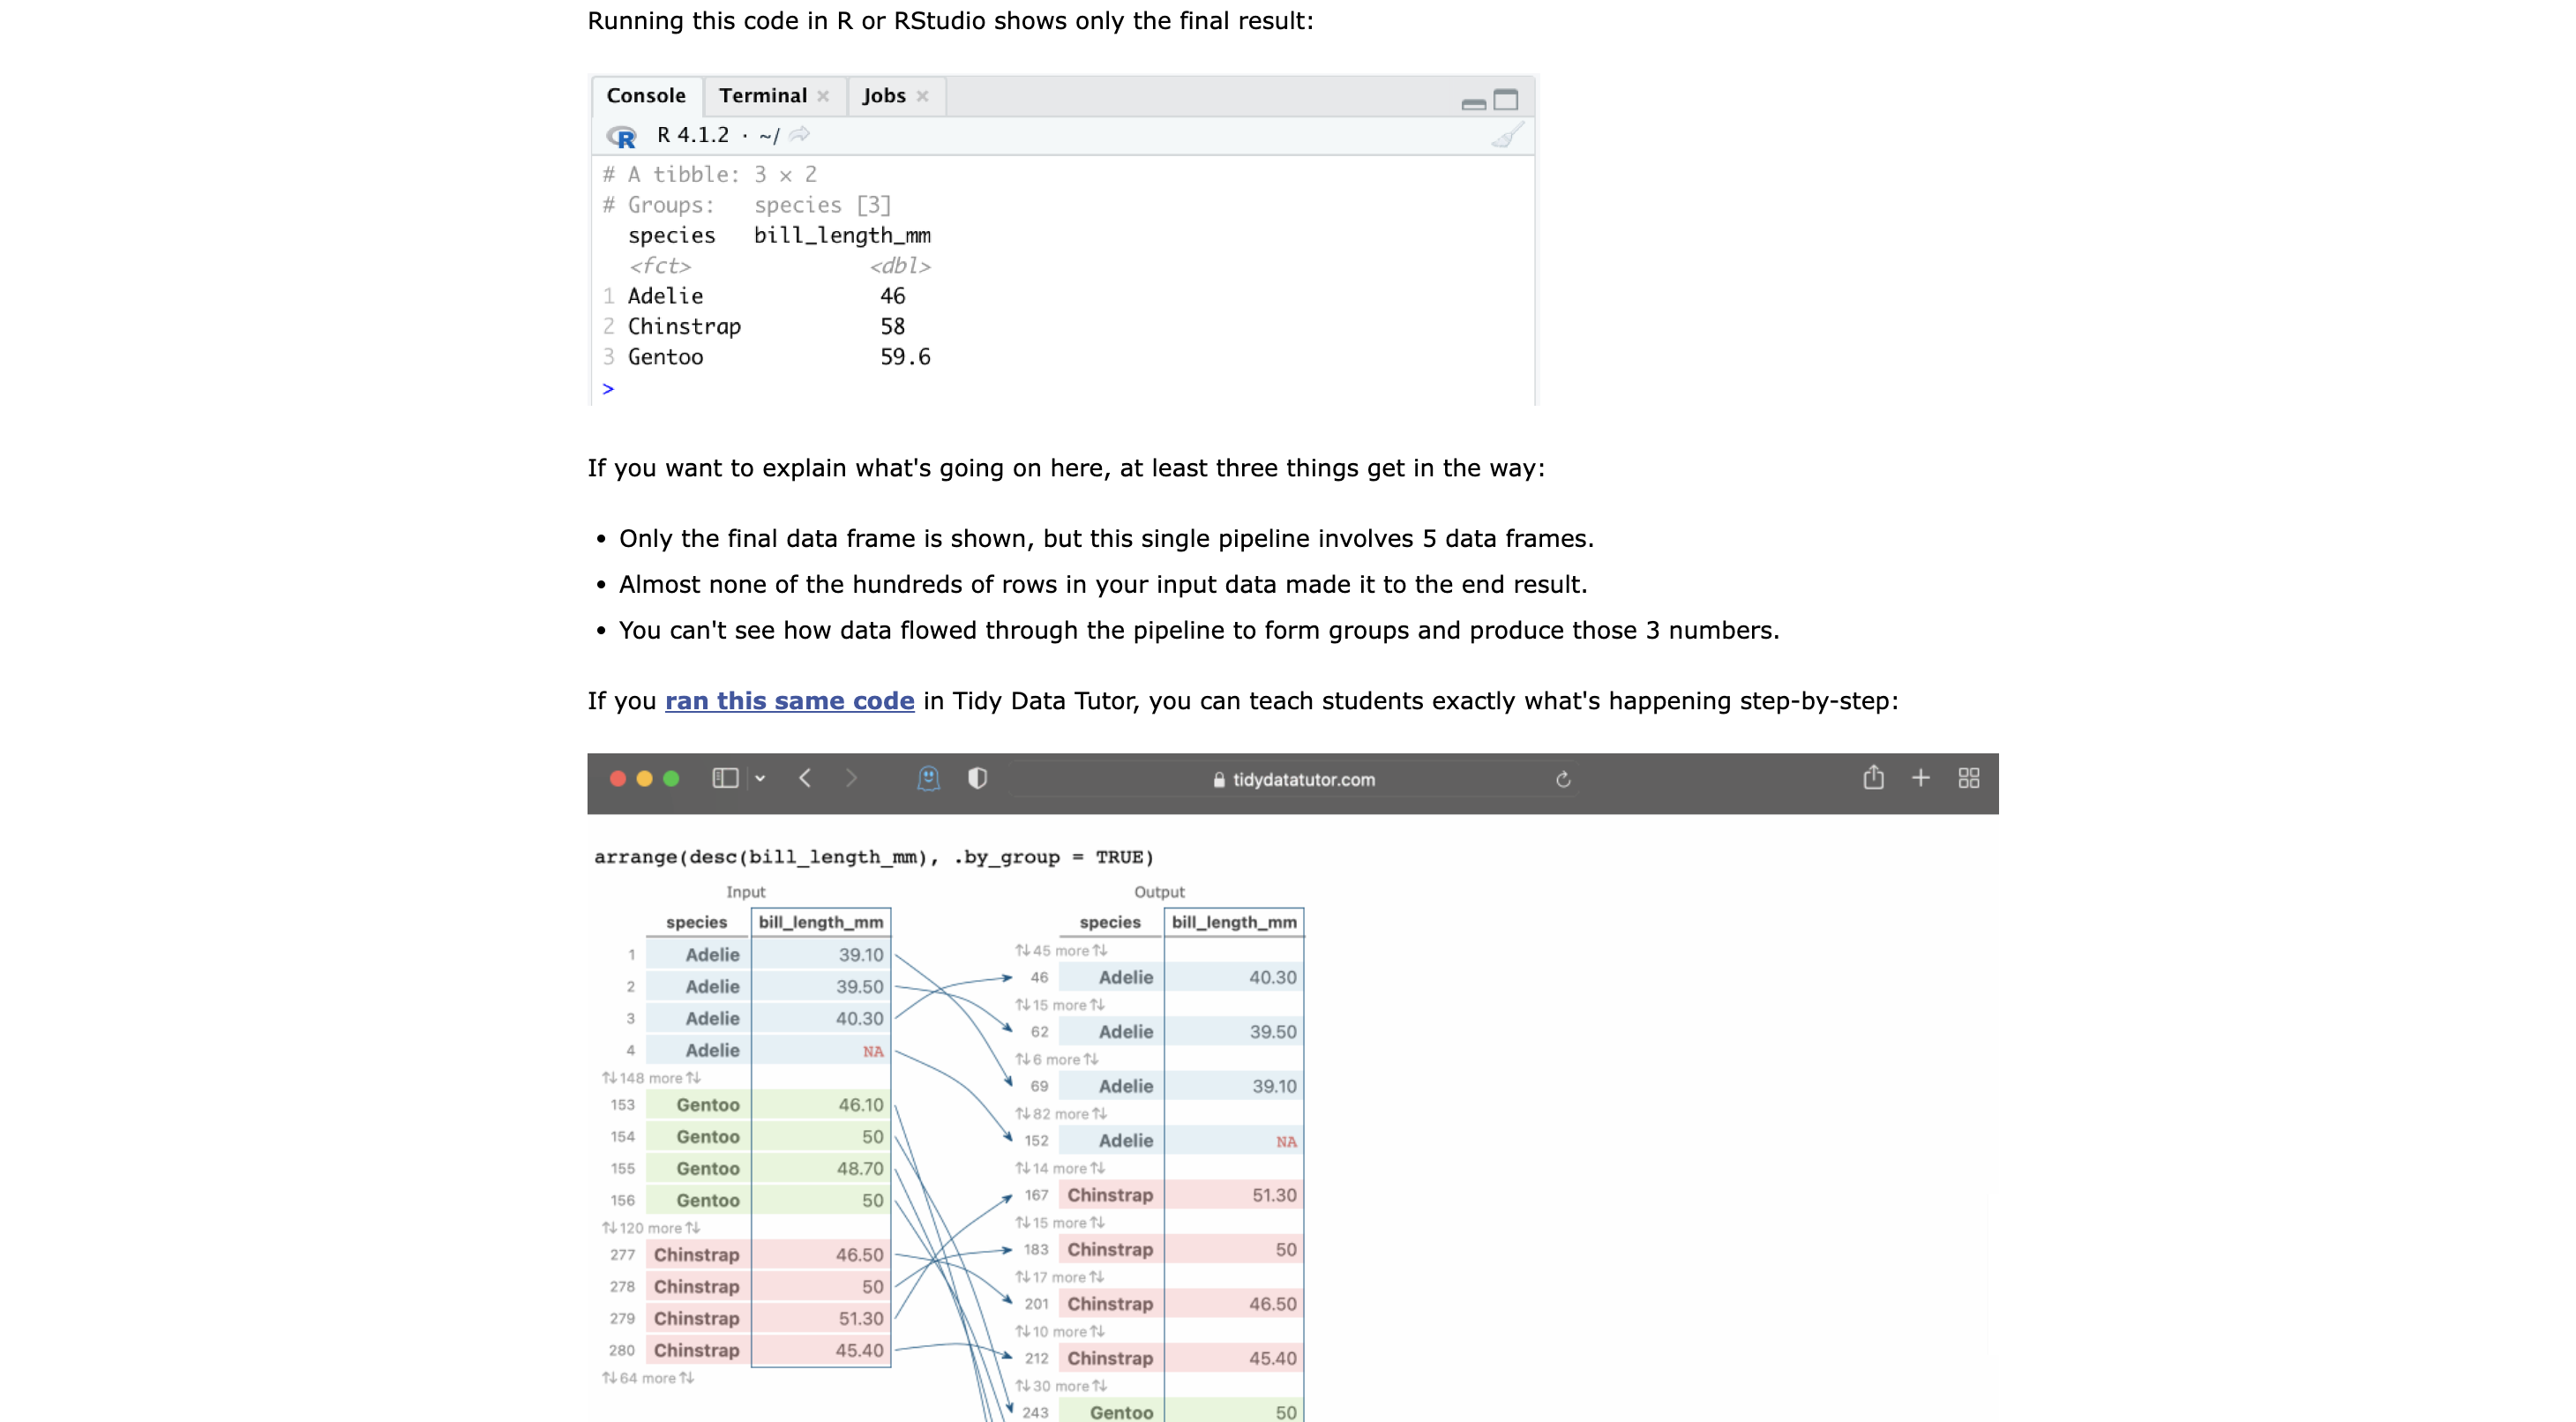 Running this code in R or RStudio shows only the final result:
Console Terminal Jobs
R 4.1.2 · ~/
# A tibble: 3 × 2
# Groups: species [3]
species bill_length_mm
<fct> <dbl>
1 Adelie 46
2 Chinstrap 58
3 Gentoo 59.6
>
If you want to explain what's going on here, at least three things get in the way:
• Only the final data frame is shown, but this single pipeline involves 5 data frames.
• Almost none of the hundreds of rows in your input data made it to the end result.
• You can't see how data flowed through the pipeline to form groups and produce those 3 numbers.
If you ran this same code in Tidy Data Tutor, you can teach students exactly what's happening step-by-step:
tidydatatutor.com
arrange(desc(bill_length_mm), .by_group = TRUE)
Input
species bill_length_mm
1 Adelie 39.10
2 Adelie 39.50
3 Adelie 40.30
4 Adelie NA
↑↓148 more↑↓
153 Gentoo 46.10
154 Gentoo 50
155 Gentoo 48.70
156 Gentoo 50
↑↓120 more↑↓
277 Chinstrap 46.50
278 Chinstrap 50
279 Chinstrap 51.30
280 Chinstrap 45.40
↑↓64 more↑↓
Output
species bill_length_mm
↑↓45 more↑↓
46 Adelie 40.30
↑↓15 more↑↓
62 Adelie 39.50
↑↓6 more↑↓
69 Adelie 39.10
↑↓82 more↑↓
152 Adelie NA
↑↓14 more↑↓
167 Chinstrap 51.30
↑↓15 more↑↓
183 Chinstrap 50
↑↓17 more↑↓
201 Chinstrap 46.50
↑↓10 more↑↓
212 Chinstrap 45.40
↑↓30 more↑↓
243 Gentoo 50